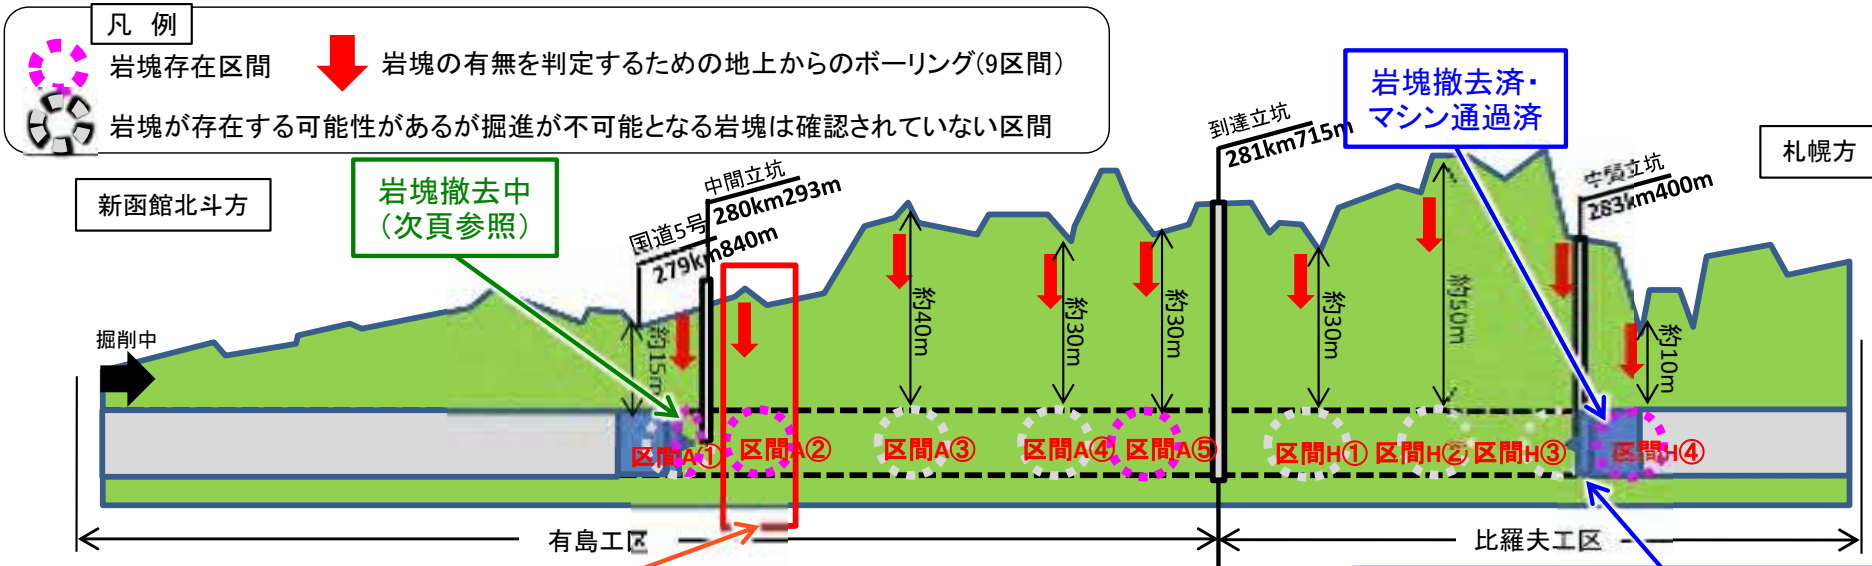 凡 例
岩塊存在区間
岩塊の有無を判定するための地上からのボーリング(9区間)
岩塊が存在する可能性があるが掘進が不可能となる岩塊は確認されていない区間
新函館北斗方
札幌方
岩塊撤去中
(次頁参照)
岩塊撤去済・
マシン通過済
国道5号
279km840m
中間立坑
280km293m
到達立坑
281km715m
中間立坑
283km400m
掘削中
約15m
約40m
約30m
約30m
約30m
約50m
約10m
区間A①
区間A②
区間A③
区間A④
区間A⑤
区間H①
区間H②
区間H③
区間H④
有島工区
比羅夫工区